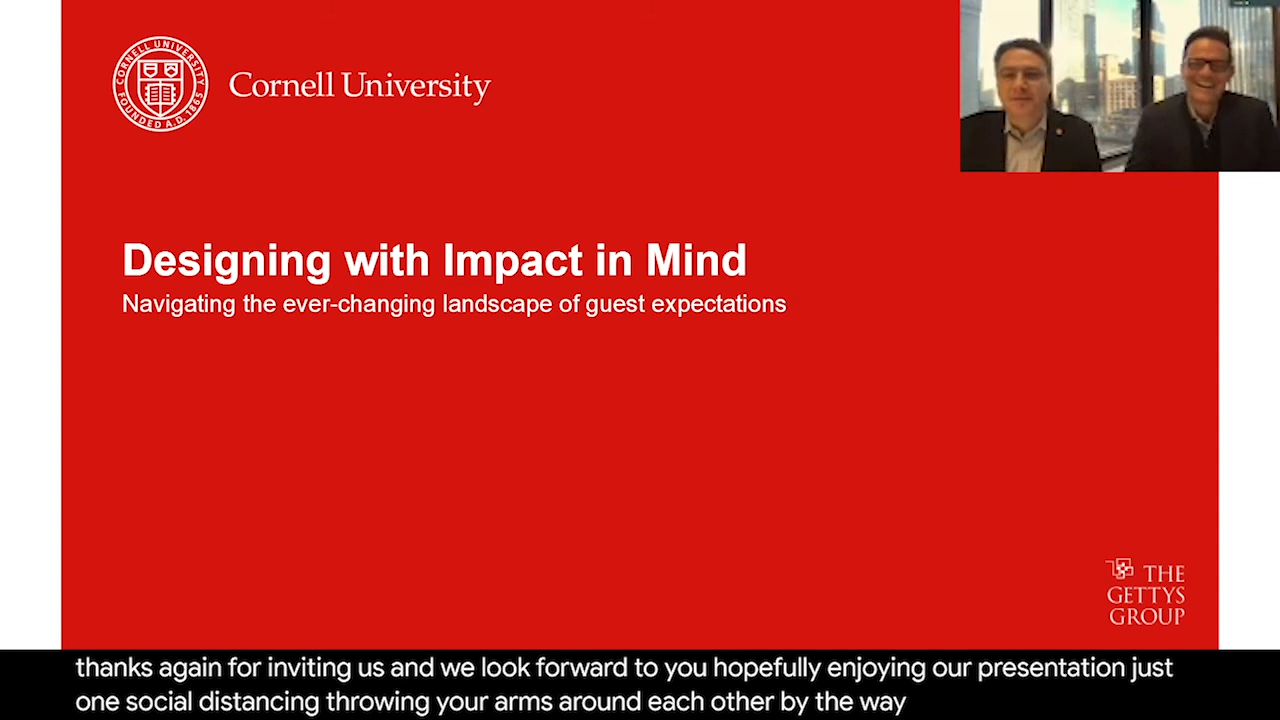 CORNELL UNIVERSITY
FOUNDED A.D. 1865
Cornell University
Designing with Impact in Mind
Navigating the ever-changing landscape of guest expectations
THE
GETTYS
GROUP
thanks again for inviting us and we look forward to you hopefully enjoying our presentation just
one social distancing throwing your arms around each other by the way